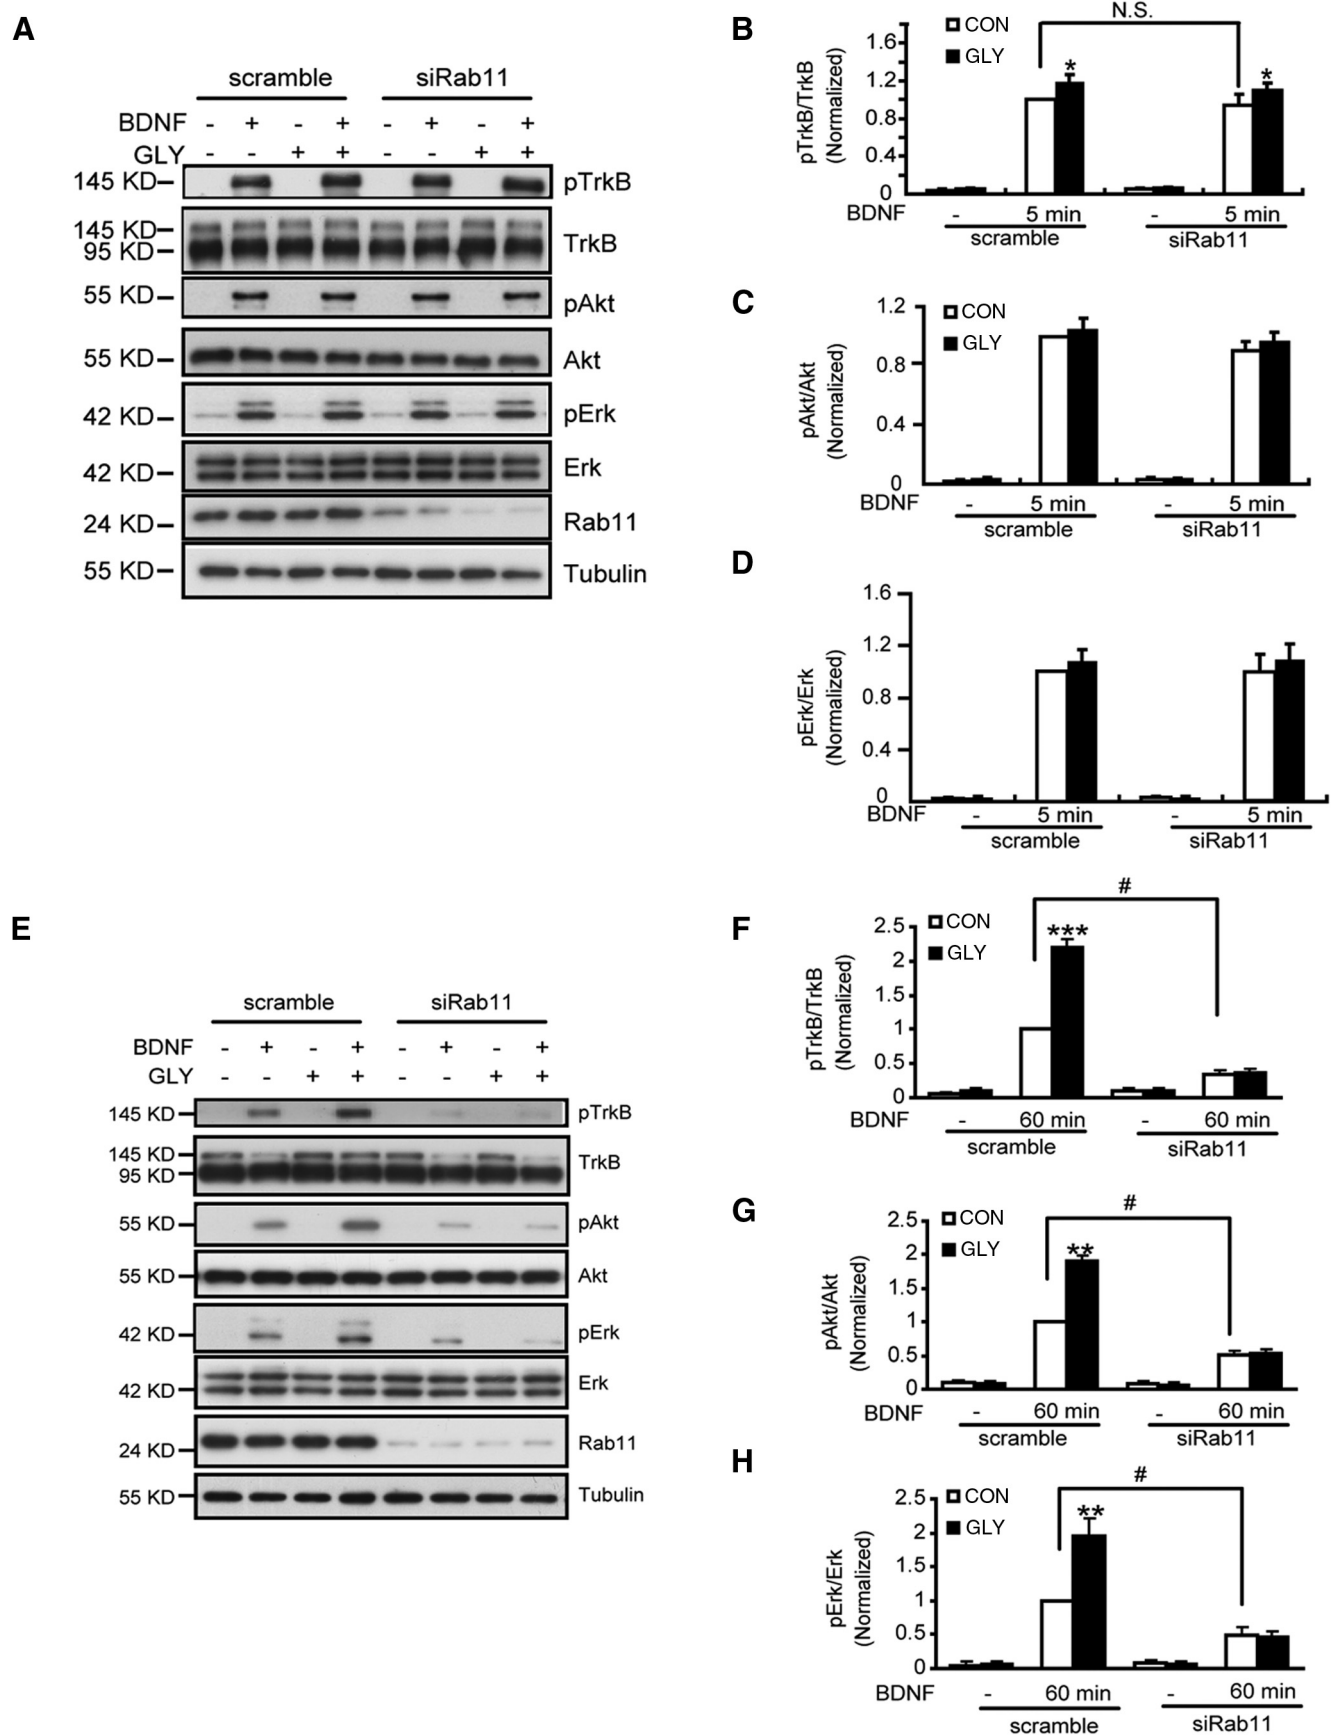 A
scramble siRab11
BDNF - + - + - + - +
GLY - - + + - - + +
145 KD pTrkB
145 KD
95 KD TrkB
55 KD pAkt
55 KD Akt
42 KD pErk
42 KD Erk
24 KD Rab11
55 KD Tubulin
B
N.S.
CON
GLY
pTrkB/TrkB
(Normalized)
1.6
1.2
0.8
0.4
0
* *
BDNF - 5 min - 5 min
scramble siRab11
C
CON
GLY
pAkt/Akt
(Normalized)
1.2
0.8
0.4
0
BDNF - 5 min - 5 min
scramble siRab11
D
pErk/Erk
(Normalized)
1.6
1.2
0.8
0.4
0
BDNF - 5 min - 5 min
scramble siRab11
E
scramble siRab11
BDNF - + - + - + - +
GLY - - + + - - + +
145 KD pTrkB
145 KD
95 KD TrkB
55 KD pAkt
55 KD Akt
42 KD pErk
42 KD Erk
24 KD Rab11
55 KD Tubulin
F
#
CON
GLY
***
pTrkB/TrkB
(Normalized)
2.5
2
1.5
1
0.5
0
BDNF - 60 min - 60 min
scramble siRab11
G
#
CON
GLY
**
pAkt/Akt
(Normalized)
2.5
2
1.5
1
0.5
0
BDNF - 60 min - 60 min
scramble siRab11
H
#
CON
GLY
**
pErk/Erk
(Normalized)
2.5
2
1.5
1
0.5
0
BDNF - 60 min - 60 min
scramble siRab11